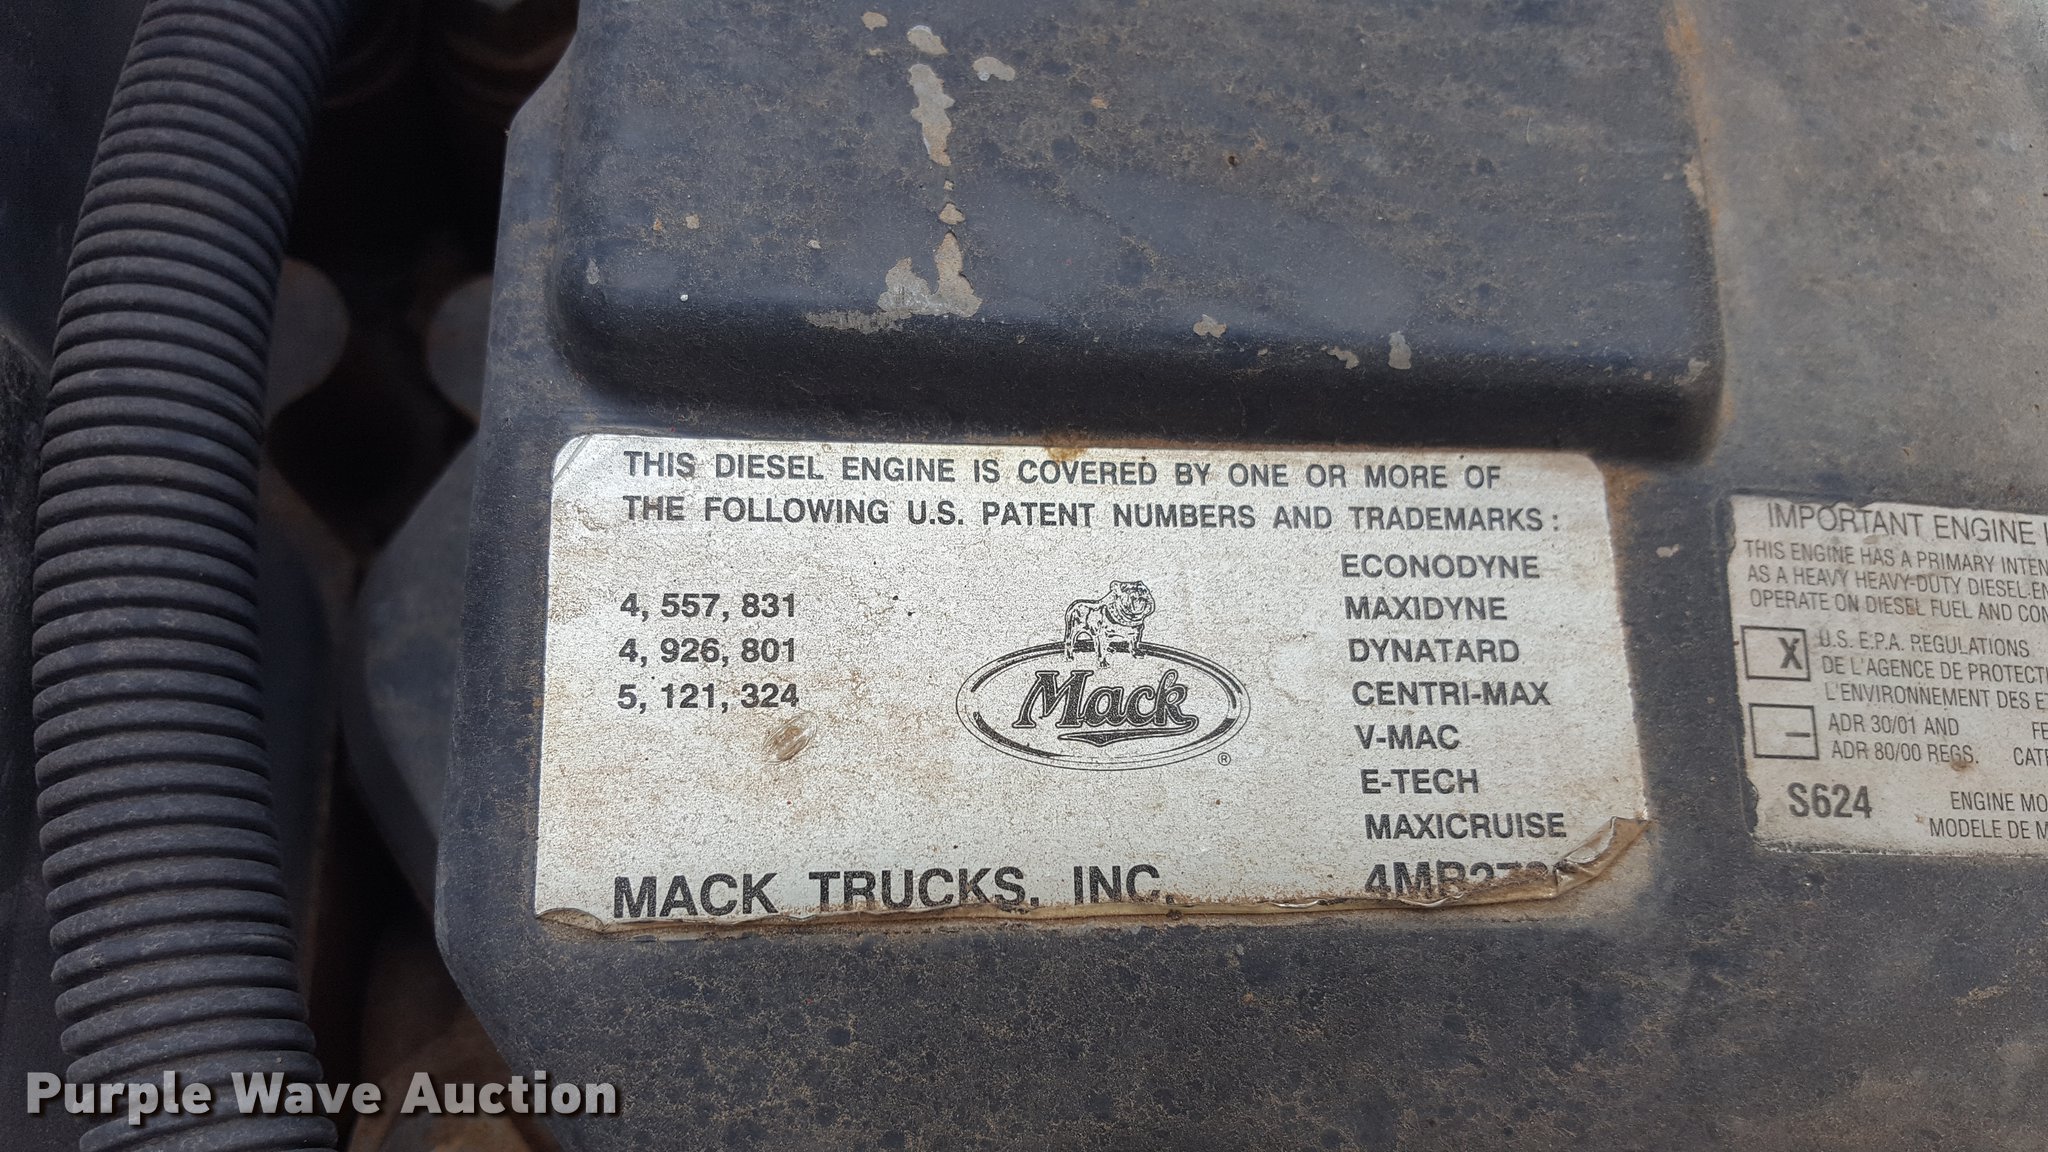 THIS DIESEL ENGINE IS COVERED BY ONE OR MORE OF
THE FOLLOWING U.S. PATENT NUMBERS AND TRADEMARKS:
4, 557, 831
4, 926, 801
5, 121, 324
Mack
®
ECONODYNE
MAXIDYNE
DYNATARD
CENTRI-MAX
V-MAC
E-TECH
MAXICRUISE
MACK TRUCKS, INC.
IMPORTANT ENGINE
THIS ENGINE HAS A PRIMARY
AS A HEAVY HEAVY-DUTY DIESEL
OPERATE ON DIESEL FUEL AND
X U.S. E.P.A. REGULATIONS.
DE L'AGENCE DE
L'ENVIRONNEMENT DES
– ADR 30/01 AND
ADR 80/00 REGS.
S624
ENGINE
MODELE DE
Purple Wave Auction